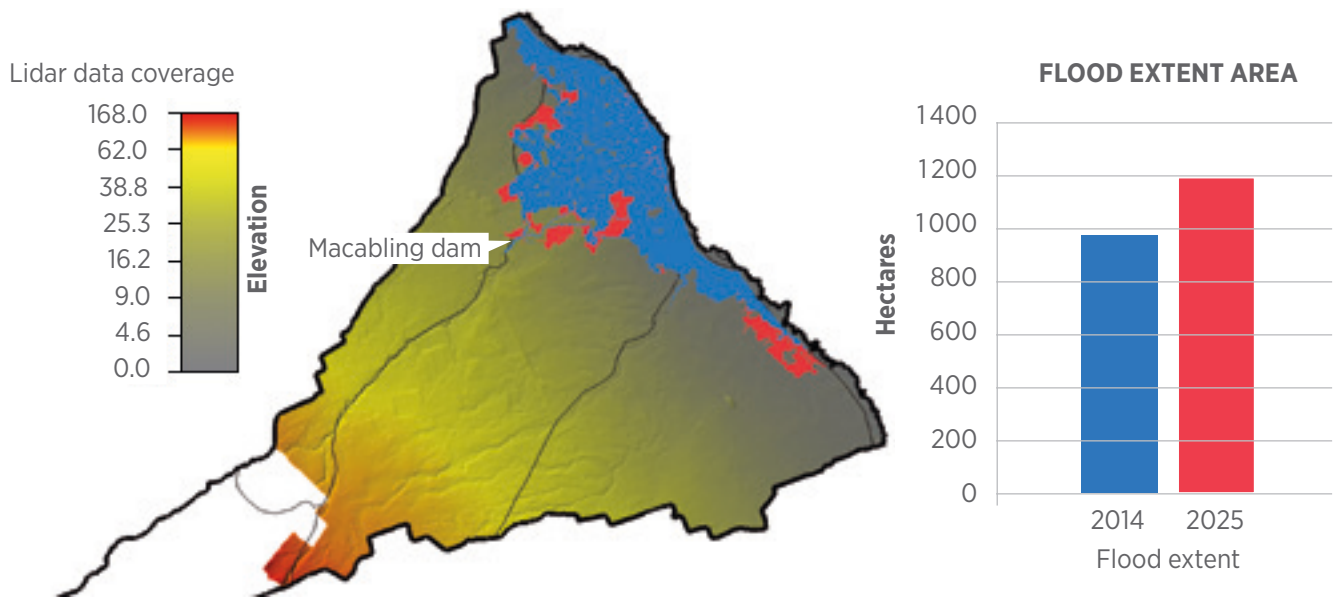 Lidar data coverage
168.0
62.0
38.8
25.3
16.2
9.0
4.6
0.0
Elevation
Macabling dam
FLOOD EXTENT AREA
1400
1200
1000
800
600
400
200
0
Hectares
2014 2025
Flood extent